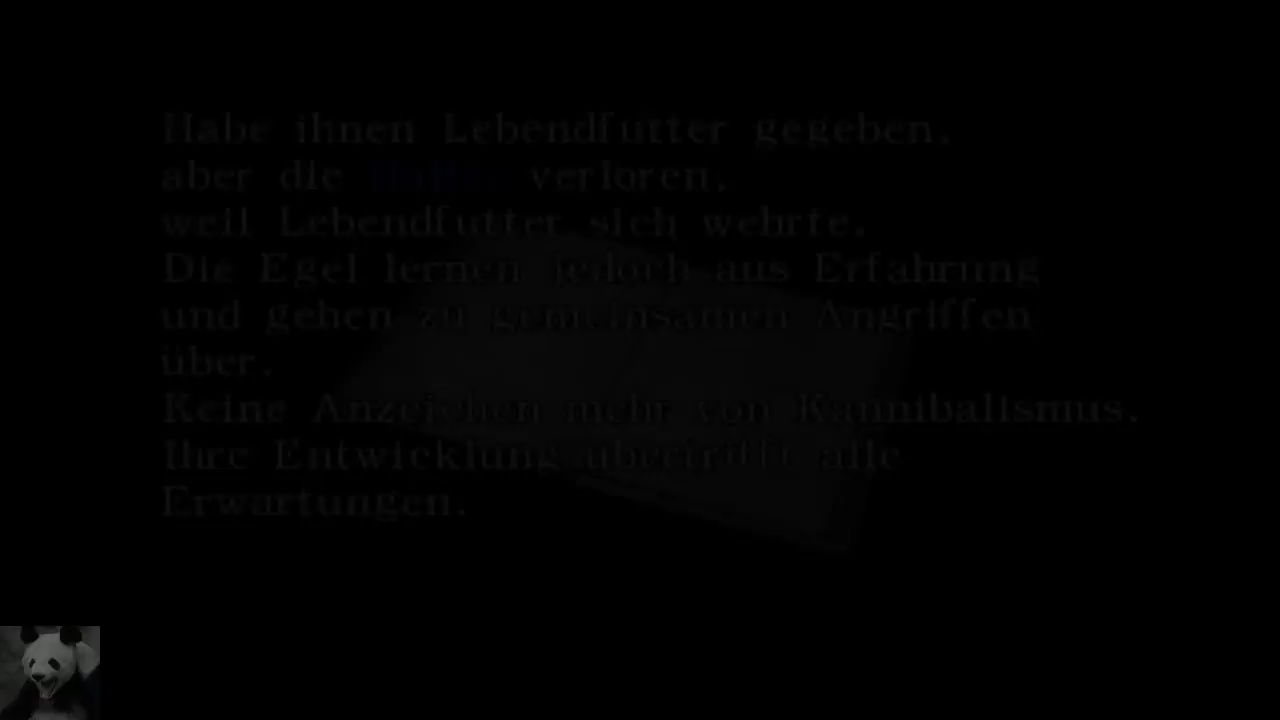 Habe ihnen Lebendfutter gegeben,
aber die verloren,
weil Lebendfutter sich wehrte.
Die Egel lernen jedoch aus Erfahrung
und gehen zu gemeinsamen Angriffen
über.
Keine Anzeichen mehr von Kannibalismus.
Ihre Entwicklung übertrifft alle
Erwartungen.